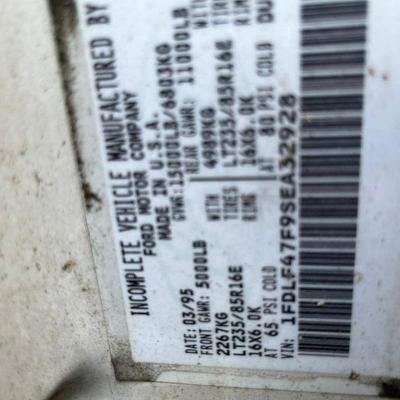 INCOMPLETE VEHICLE MANUFACTURED BY
FORD MOTOR COMPANY
MADE IN U.S.A.
GVWR:15000LB/6803KG
DATE: 03/95
FRONT GAWR: 5000LB
REAR GAWR: 11000LB
2267KG
4989KG
WITH
LT235/85R16E
TIRES
LT235/85R16E
16X6.0K
RIMS
16X6.0K
AT 65 PSI COLD
AT 80 PSI COLD
VIN: 1FDLF47F9SEA32928